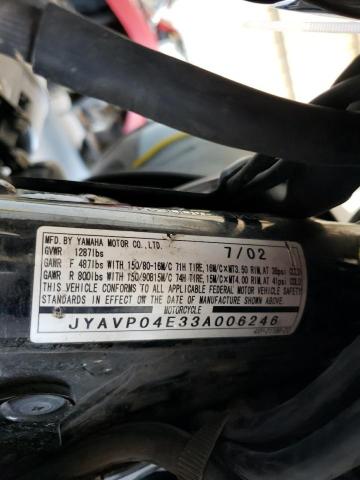 MFD. BY YAMAHA MOTOR CO., LTD. 7/02
GVWR 1287lbs
GAWR F 487lbs WITH 150/80-16M/C 71H TIRE, 16M/C×MT3.50 RIM, AT 36psi COLD
GAWR R 800lbs WITH 150/90B15M/C 74H TIRE, 15M/C×MT4.00 RIM, AT 41psi COLD
THIS VEHICLE CONFORMS TO ALL APPLICABLE FEDERAL MOTOR VEHICLE SAFETY
STANDARDS IN EFFECT ON THE DATE OF MANUFACTURE SHOWN ABOVE.
MOTORCYCLE
JYAVP04E33A006246